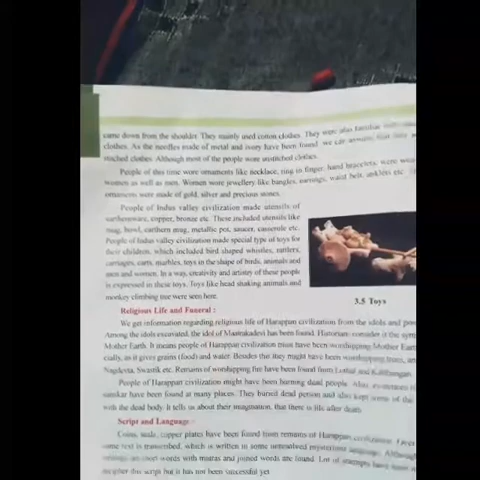 came down from the shoulder. They mainly used cotton clothes. They were also familiar
clothes. As the needles made of metal and ivory have been found we can assume that they
stitched clothes. Although most of the people wore unstitched clothes.
People of this time wore ornaments like necklace, ring in finger, hand bracelets, were worn
women as well as men. Women wore jewellery like bangles, earrings, waist belt, anklets etc.
ornaments were made of gold, silver and precious stones.
People of Indus valley civilization made utensils of
earthenware, copper, bronze etc. These included utensils like
mug, bowl, earthen mug, metallic pot, saucer, casserole etc.
People of Indus valley civilization made special type of toys for
their children, which included bird shaped whistles, rattlers,
carriages, carts, marbles, toys in the shape of birds, animals and
men and women. In a way, creativity and artistry of these people
is expressed in these toys. Toys like head shaking animals and
monkey climbing tree were seen here.
3.5 Toys
Religious Life and Funeral :
We get information regarding religious life of Harappan civilization from the idols and
Among the idols excavated, the idol of Maatrukadevi has been found. Historians consider it the
Mother Earth. It means people of Harappan civilization must have been worshipping Mother
cially, as it gives grains (food) and water. Besides this they might have been worshipping trees,
Nagdevta, Swastik etc. Remains of worshipping fire have been found from Lothal and Kalibangan.
People of Harappan civilization might have been burning dead people. Also
sanskar have been found at many places. They buried dead person and also kept some of the
with the dead body. It tells us about their imagination, that there is life after death.
Script and Language :
Coins, seals, copper plates have been found from remains of Harappan civilization.
some text is transcribed, which is written in some unresolved mysterious language. Although
short words with matras and joined words are found. Lot of attempts have been
decipher this script but it has not been successful yet.